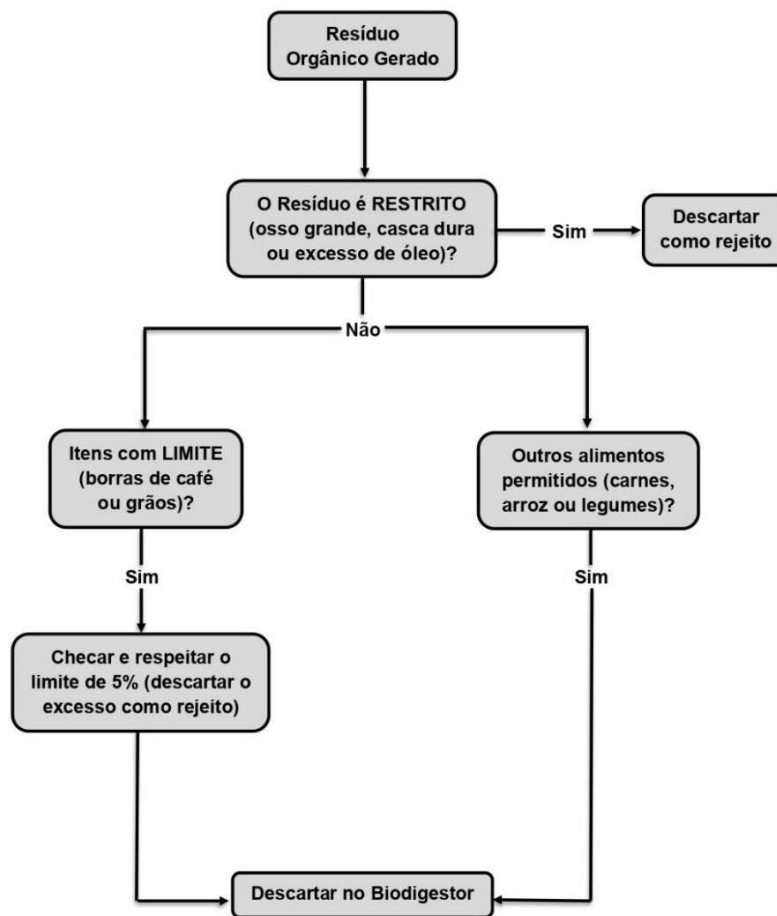 Resíduo
Orgânico Gerado
O Resíduo é RESTRITO
(osso grande, casca dura
ou excesso de óleo)?
Sim
Descartar
como rejeito
Não
Itens com LIMITE
(borras de café
ou grãos)?
Outros alimentos
permitidos (carnes,
arroz ou legumes)?
Sim
Sim
Checar e respeitar o
limite de 5% (descartar o
excesso como rejeito)
Descartar no Biodigestor